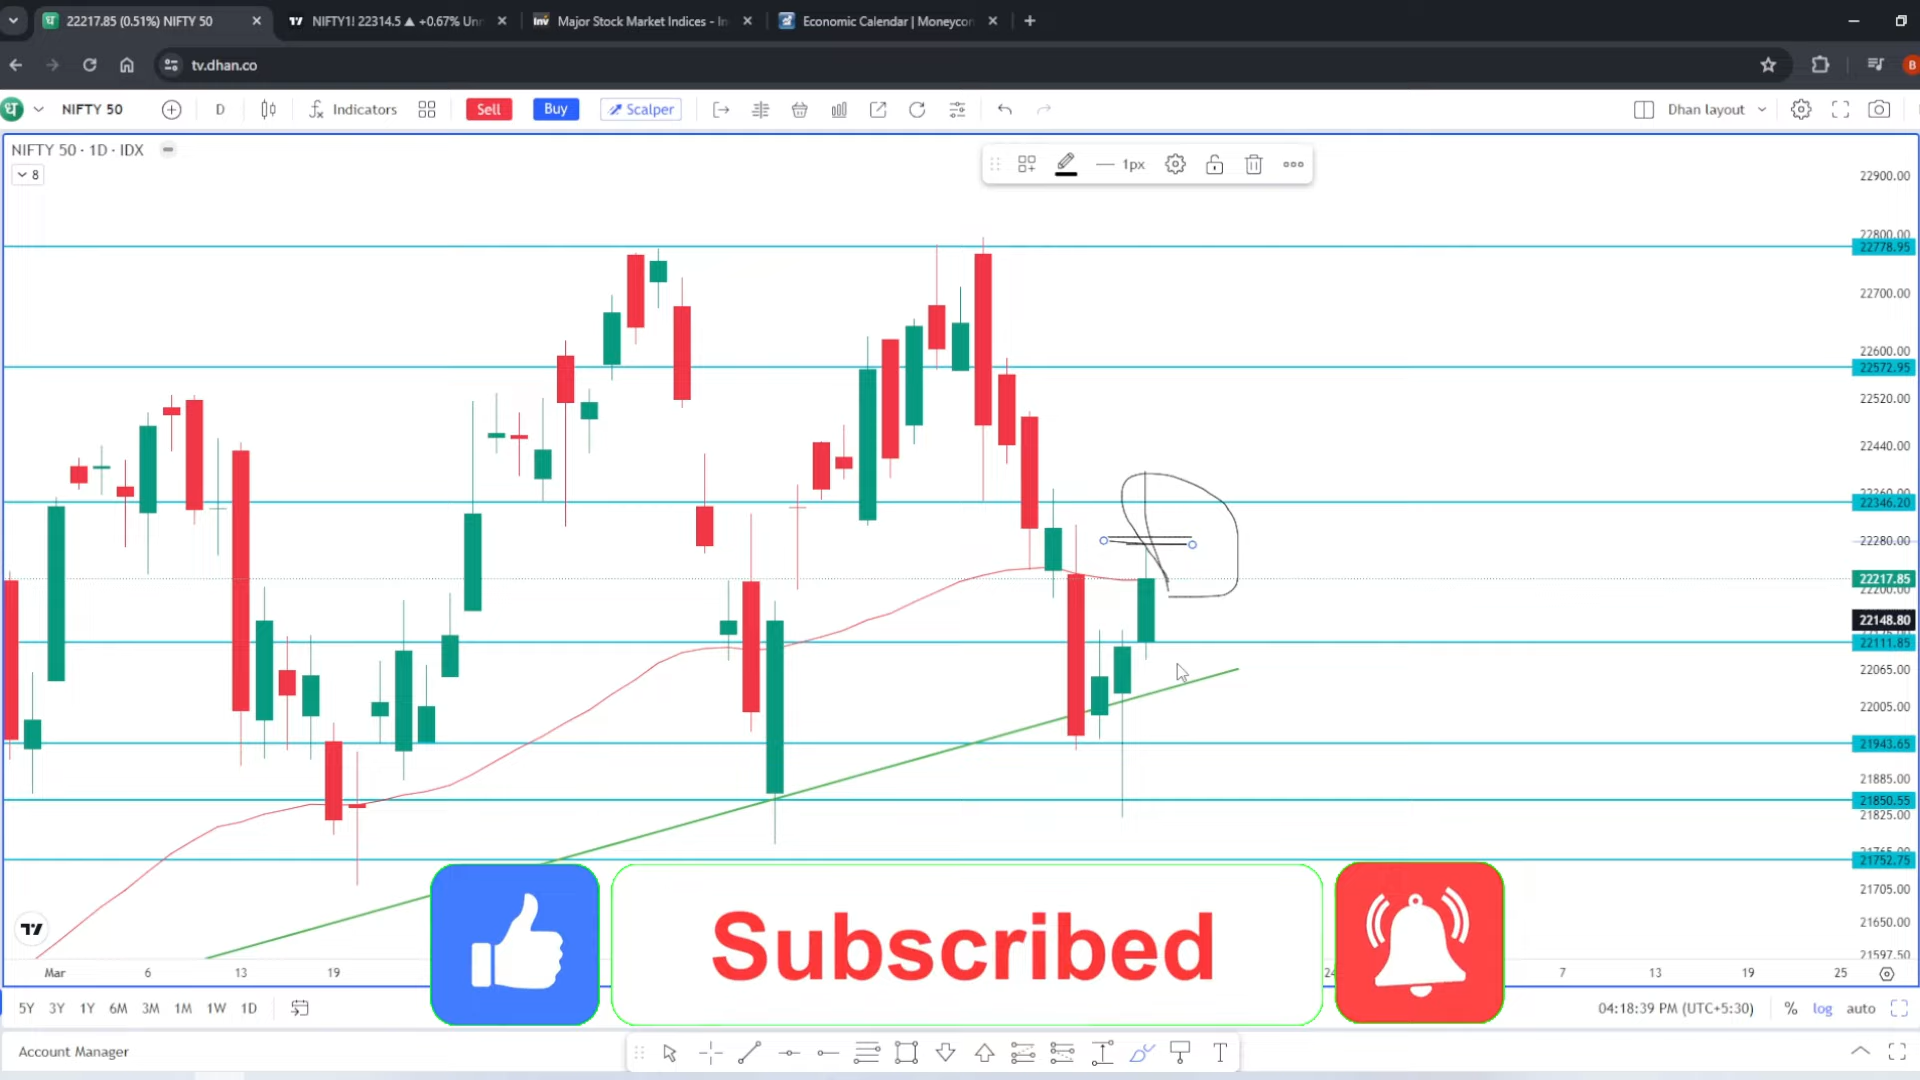 22217.85 (0.51%) NIFTY 50
NIFTY1! 22314.5 ▲ +0.67% Un
Major Stock Market Indices - In
Economic Calendar | Moneycon
tv.dhan.co
B
NIFTY 50
D
Indicators
Sell
Buy
Scalper
Dhan layout
NIFTY 50 · 1D · IDX
8
1px
22900.00
22800.00
22778.95
22700.00
22600.00
22572.95
22520.00
22440.00
22346.20
22280.00
22217.85
22200.00
22148.80
22111.85
22065.00
22005.00
21943.65
21885.00
21850.55
21825.00
21752.75
21705.00
21650.00
21597.50
Subscribed
Mar
6
13
19
24
7
13
19
25
5Y
3Y
1Y
6M
3M
1M
1W
1D
04:18:39 PM (UTC+5:30)
%
log
auto
Account Manager
T